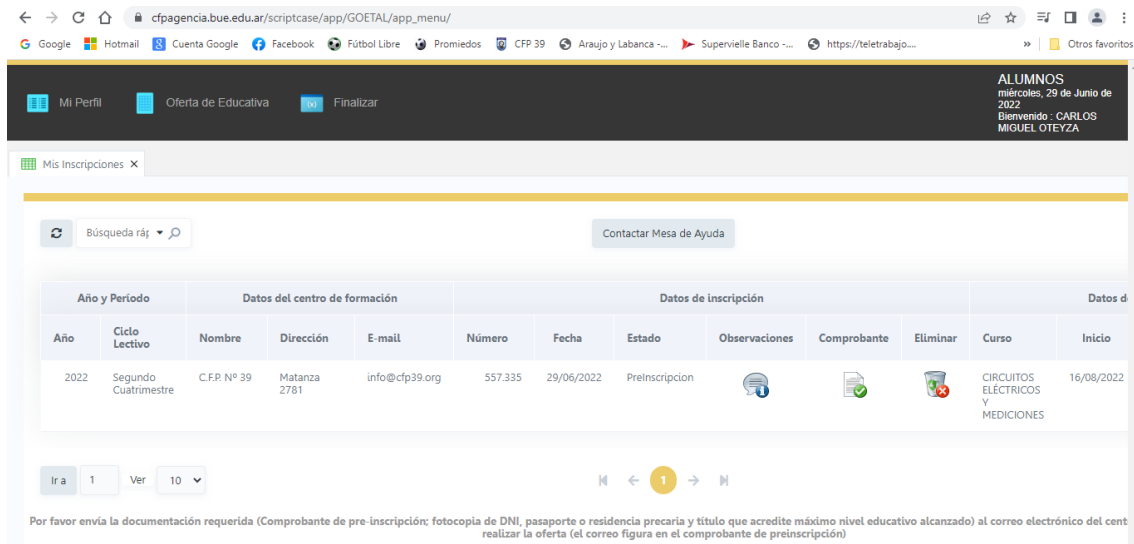 cfpagencia.bue.edu.ar/scriptcase/app/GOETAL/app_menu/
Google Hotmail Cuenta Google Facebook Fútbol Libre Promiedos CFP 39 Araujo y Labanca -... Supervielle Banco -... https://teletrabajo.... » Otros favoritos
Mi Perfil Oferta de Educativa Finalizar
ALUMNOS
miércoles, 29 de Junio de
2022
Bienvenido : CARLOS
MIGUEL OTEYZA
Mis Inscripciones X
Búsqueda ráp
Contactar Mesa de Ayuda
Año y Período Datos del centro de formación Datos de inscripción Datos d
Año Ciclo Lectivo Nombre Dirección E-mail Número Fecha Estado Observaciones Comprobante Eliminar Curso Inicio
2022 Segundo Cuatrimestre C.F.P. Nº 39 Matanza 2781 info@cfp39.org 557.335 29/06/2022 PreInscripcion CIRCUITOS ELÉCTRICOS Y MEDICIONES 16/08/2022
Ir a 1 Ver 10 1
Por favor envía la documentación requerida (Comprobante de pre-inscripción; fotocopia de DNI, pasaporte o residencia precaria y título que acredite máximo nivel educativo alcanzado) al correo electrónico del cent
realizar la oferta (el correo figura en el comprobante de preinscripción)